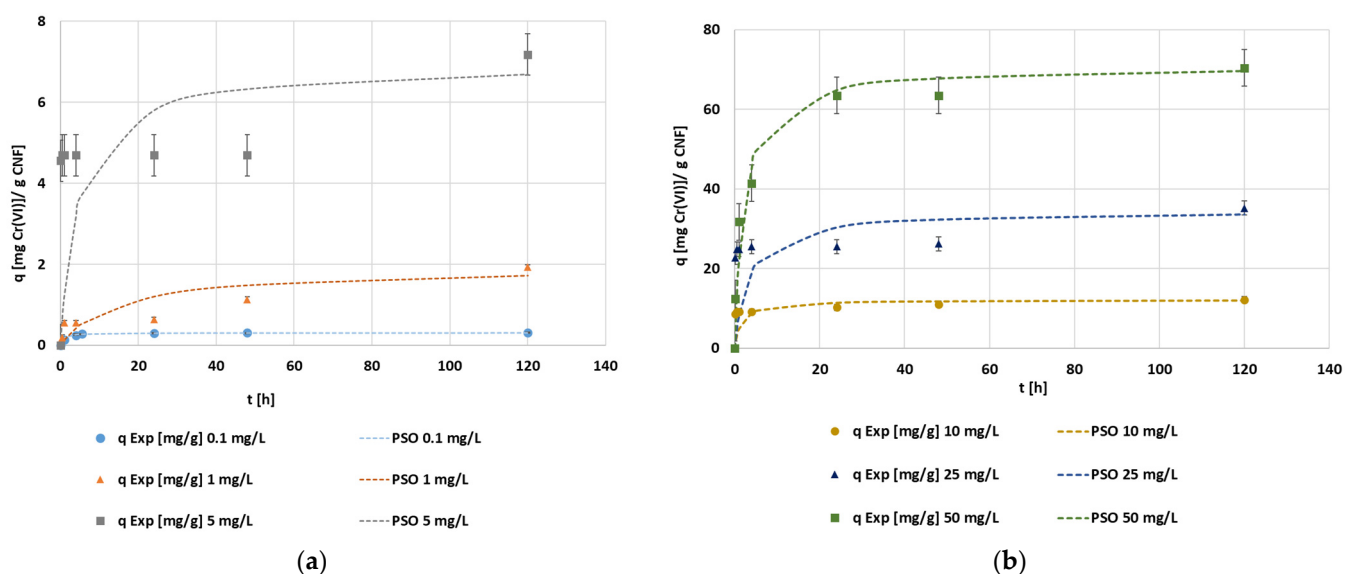 8
6
4
2
0
q [mg Cr(VI)]/ g CNF]
0 20 40 60 80 100 120 140
t [h]
q Exp [mg/g] 0.1 mg/L PSO 0.1 mg/L
q Exp [mg/g] 1 mg/L PSO 1 mg/L
q Exp [mg/g] 5 mg/L PSO 5 mg/L
(a)
80
60
40
20
0
q [mg Cr(VI)]/ g CNF]
0 20 40 60 80 100 120 140
t [h]
q Exp [mg/g] 10 mg/L PSO 10 mg/L
q Exp [mg/g] 25 mg/L PSO 25 mg/L
q Exp [mg/g] 50 mg/L PSO 50 mg/L
(b)